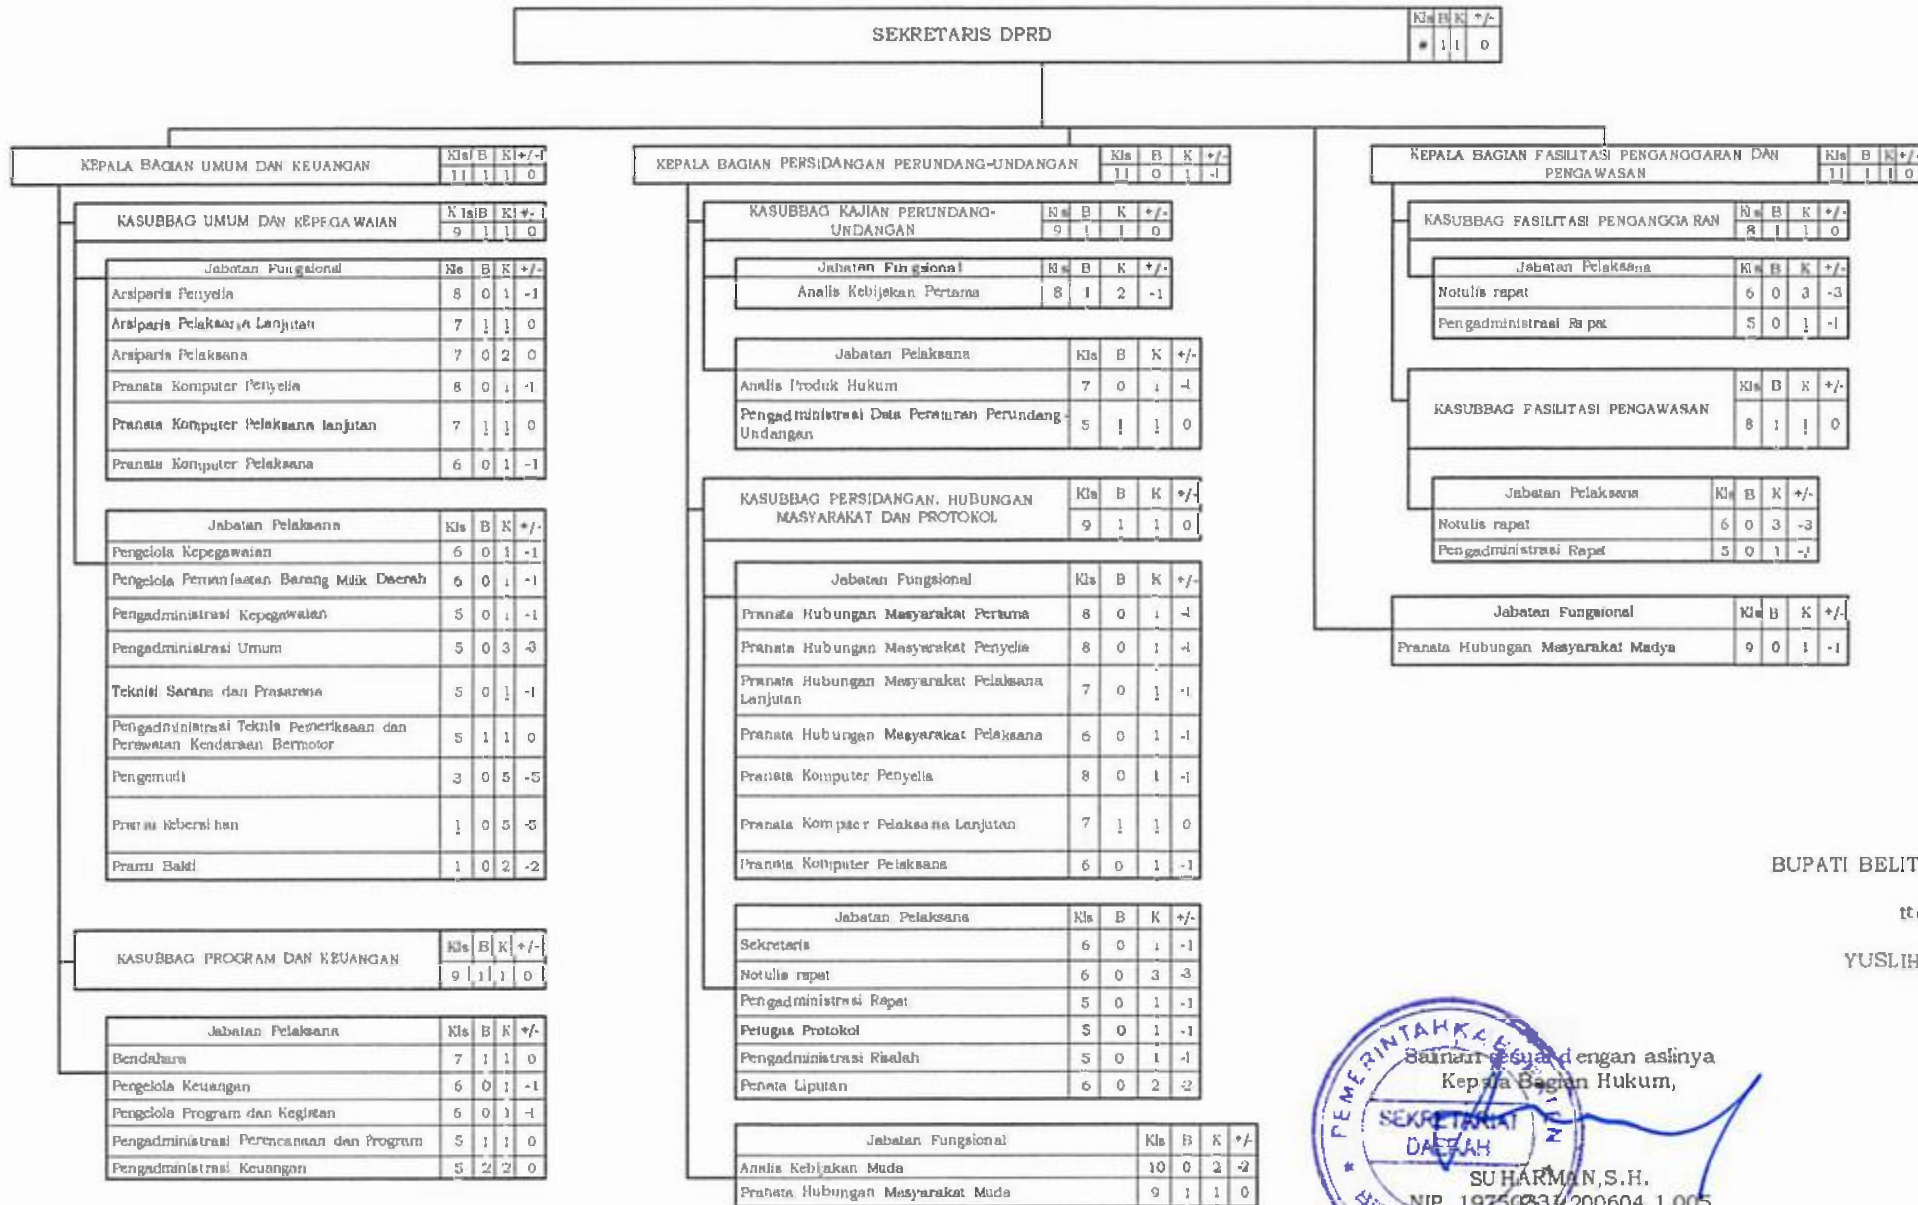 SEKRETARIS DPRD
Kls B K +/-
1 1 0
KEPALA BAGIAN UMUM DAN KEUANGAN
Kls B K +/-
11 1 1 0
KASUBBAG UMUM DAN KEPEGAWAIAN
Kls B K +/-
9 1 1 0
Jabatan Fungsional Kls B K +/-
Arsiparis Penyelia 8 0 1 -1
Arsiparis Pelaksana Lanjutan 7 1 1 0
Arsiparis Pelaksana 7 0 2 0
Pranata Komputer Penyelia 8 0 1 -1
Pranata Komputer Pelaksana lanjutan 7 1 1 0
Pranata Komputer Pelaksana 6 0 1 -1
Jabatan Pelaksana Kls B K +/-
Pengelola Kepegawaian 6 0 1 -1
Pengelola Pemanfaatan Barang Milik Daerah 6 0 1 -1
Pengadministrasi Kepegawaian 5 0 1 -1
Pengadministrasi Umum 5 0 3 -3
Teknisi Sarana dan Prasarana 5 0 1 -1
Pengadministrasi Teknis Pemeriksaan dan
Perawatan Kendaraan Bermotor 5 1 1 0
Pengemudi 3 0 5 -5
Pramu Kebersihan 1 0 5 -5
Pramu Bakti 1 0 2 -2
KASUBBAG PROGRAM DAN KEUANGAN
Kls B K +/-
9 1 1 0
Jabatan Pelaksana Kls B K +/-
Bendahara 7 1 1 0
Pengelola Keuangan 6 0 1 -1
Pengelola Program dan Kegiatan 6 0 1 -1
Pengadministrasi Perencanaan dan Program 5 1 1 0
Pengadministrasi Keuangan 5 2 2 0
KEPALA BAGIAN PERSIDANGAN PERUNDANG-UNDANGAN
Kls B K +/-
11 0 1 -1
KASUBBAG KAJIAN PERUNDANG-
UNDANGAN
Kls B K +/-
9 1 1 0
Jabatan Fungsional Kls B K +/-
Analis Kebijakan Pertama 8 1 2 -1
Jabatan Pelaksana Kls B K +/-
Analis Produk Hukum 7 0 1 -1
Pengadministrasi Data Peraturan Perundang-
Undangan 5 1 1 0
KASUBBAG PERSIDANGAN, HUBUNGAN
MASYARAKAT DAN PROTOKOL
Kls B K +/-
9 1 1 0
Jabatan Fungsional Kls B K +/-
Pranata Hubungan Masyarakat Pertama 8 0 1 -1
Pranata Hubungan Masyarakat Penyelia 8 0 1 -1
Pranata Hubungan Masyarakat Pelaksana
Lanjutan 7 0 1 -1
Pranata Hubungan Masyarakat Pelaksana 6 0 1 -1
Pranata Komputer Penyelia 8 0 1 -1
Pranata Komputer Pelaksana Lanjutan 7 1 1 0
Pranata Komputer Pelaksana 6 0 1 -1
Jabatan Pelaksana Kls B K +/-
Sekretaris 6 0 1 -1
Notulis rapat 6 0 3 -3
Pengadministrasi Rapat 5 0 1 -1
Petugas Protokol 5 0 1 -1
Pengadministrasi Risalah 5 0 1 -1
Penata Liputan 6 0 2 -2
Jabatan Fungsional Kls B K +/-
Analis Kebijakan Muda 10 0 2 -2
Pranata Hubungan Masyarakat Muda 9 1 1 0
KEPALA BAGIAN FASILITASI PENGANGGARAN DAN
PENGAWASAN
Kls B K +/-
11 1 1 0
KASUBBAG FASILITASI PENGANGGARAN
Kls B K +/-
8 1 1 0
Jabatan Pelaksana Kls B K +/-
Notulis rapat 6 0 3 -3
Pengadministrasi Rapat 5 0 1 -1
KASUBBAG FASILITASI PENGAWASAN
Kls B K +/-
8 1 1 0
Jabatan Pelaksana Kls B K +/-
Notulis rapat 6 0 3 -3
Pengadministrasi Rapat 5 0 1 -1
Jabatan Fungsional Kls B K +/-
Pranata Hubungan Masyarakat Madya 9 0 1 -1
BUPATI BELIT
tt
YUSLIH
Salinan sesuai dengan aslinya
Kepala Bagian Hukum,
PEMERINTAH
SEKRETARIAT
DAERAH
SUHARMAN,S.H.
NIP. 200604 1 005